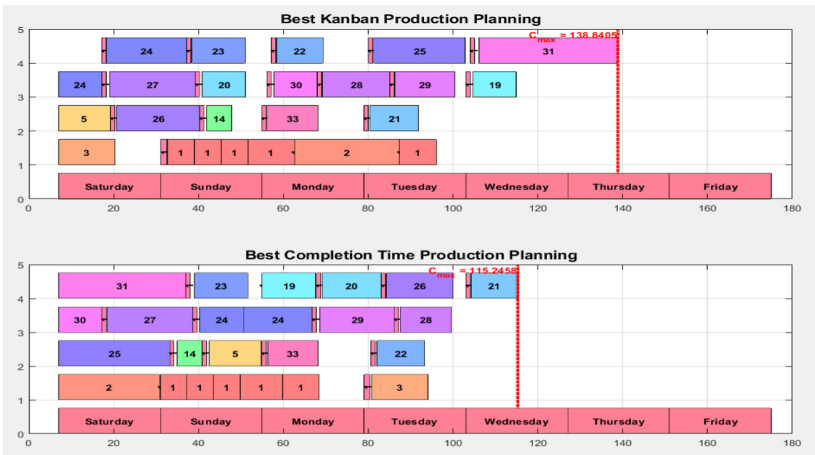 Best Kanban Production Planning
5
C_max = 138.8405
24 23 22 25 31
4
24 27 20 30 28 29 19
3
5 26 14 33 21
2
3 1 1 1 1 2 1
1
Saturday Sunday Monday Tuesday Wednesday Thursday Friday
0
0 20 40 60 80 100 120 140 160 180
Best Completion Time Production Planning
5
C_max = 115.2458
31 23 19 20 26 21
4
30 27 24 24 29 28
3
25 14 5 33 22
2
2 1 1 1 1 1 3
1
Saturday Sunday Monday Tuesday Wednesday Thursday Friday
0
0 20 40 60 80 100 120 140 160 180